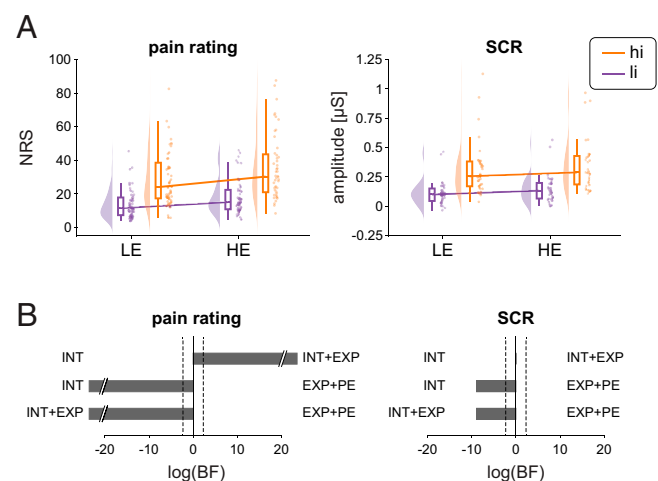 A
pain rating
SCR
hi
li
NRS
100
80
60
40
20
0
LE HE
amplitude [µS]
1.25
1
0.75
0.5
0.25
0
-0.25
LE HE
B
pain rating
INT INT+EXP
INT EXP+PE
INT+EXP EXP+PE
-20 -10 0 10 20
log(BF)
SCR
INT INT+EXP
INT EXP+PE
INT+EXP EXP+PE
-20 -10 0 10 20
log(BF)